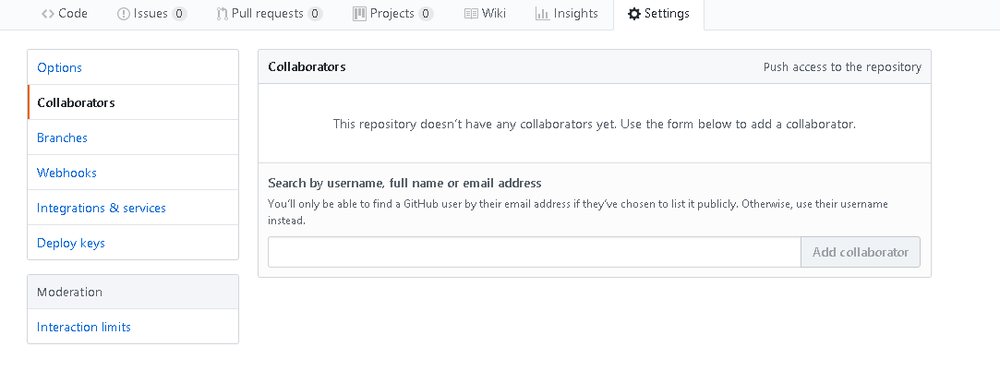 Code Issues 0 Pull requests 0 Projects 0 Wiki Insights Settings
Options
Collaborators
Branches
Webhooks
Integrations & services
Deploy keys
Moderation
Interaction limits
Collaborators Push access to the repository
This repository doesn't have any collaborators yet. Use the form below to add a collaborator.
Search by username, full name or email address
You'll only be able to find a GitHub user by their email address if they've chosen to list it publicly. Otherwise, use their username
instead.
Add collaborator